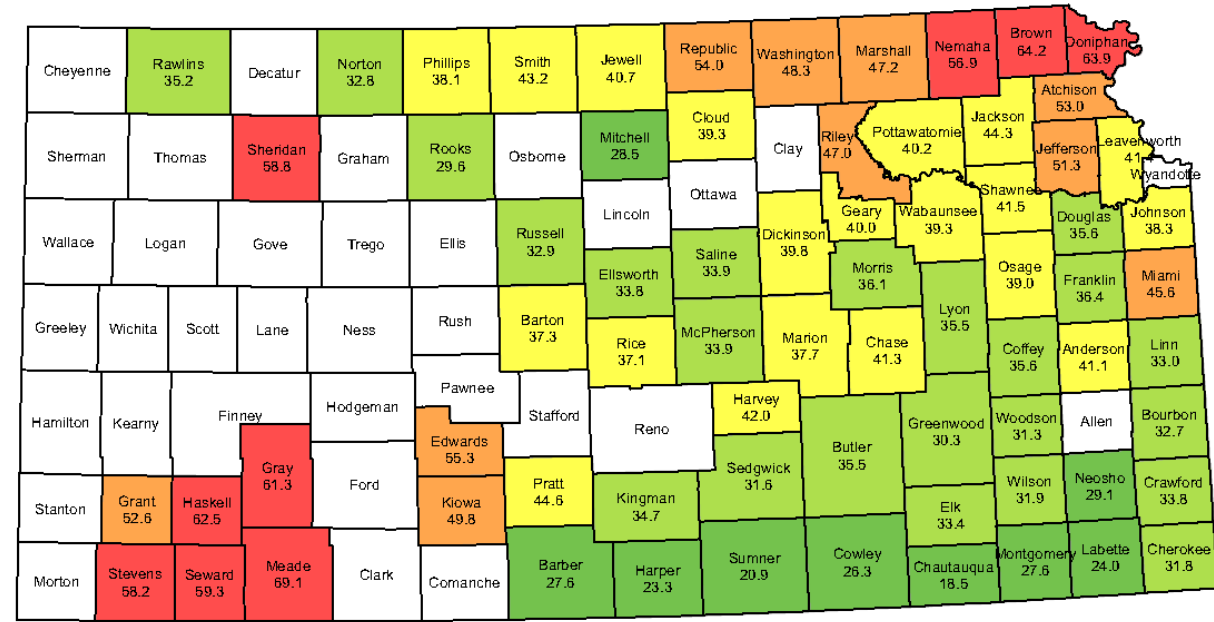 Cheyenne
Rawlins
35.2
Decatur
Norton
32.8
Phillips
38.1
Smith
43.2
Jewell
40.7
Republic
54.0
Washington
48.3
Marshall
47.2
Nemaha
56.9
Brown
64.2
Doniphan
63.9
Sherman
Thomas
Sheridan
58.8
Graham
Rooks
29.6
Osborne
Mitchell
28.5
Cloud
39.3
Clay
Riley
47.0
Pottawatomie
40.2
Jackson
44.3
Atchison
53.0
Jefferson
51.3
Leavenworth
Wyandotte
Wallace
Logan
Gove
Trego
Ellis
Russell
32.9
Lincoln
Ottawa
Saline
33.9
Dickinson
39.8
Geary
40.0
Wabaunsee
39.3
Shawnee
41.5
Douglas
35.6
Johnson
38.3
Ellsworth
33.8
Morris
36.1
Osage
39.0
Franklin
36.4
Miami
45.6
Greeley
Wichita
Scott
Lane
Ness
Rush
Barton
37.3
Rice
37.1
McPherson
33.9
Marion
37.7
Chase
41.3
Lyon
35.5
Coffey
35.6
Anderson
41.1
Linn
33.0
Hamilton
Kearny
Finney
Hodgeman
Pawnee
Stafford
Reno
Harvey
42.0
Butler
35.5
Greenwood
30.3
Woodson
31.3
Allen
Bourbon
32.7
Edwards
55.3
Gray
61.3
Ford
Kiowa
49.8
Pratt
44.6
Kingman
34.7
Sedgwick
31.6
Elk
33.4
Wilson
31.9
Neosho
29.1
Crawford
33.8
Stanton
Grant
52.6
Haskell
62.5
Morton
Stevens
58.2
Seward
59.3
Meade
69.1
Clark
Comanche
Barber
27.6
Harper
23.3
Sumner
20.9
Cowley
26.3
Chautauqua
18.5
Montgomery
27.6
Labette
24.0
Cherokee
31.8